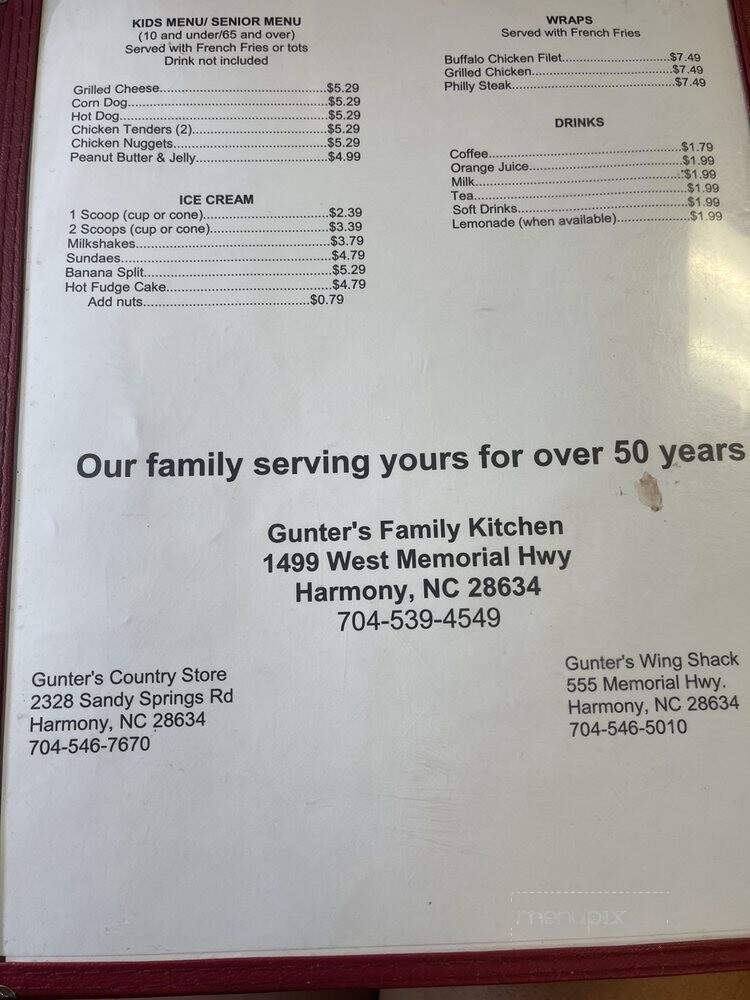 KIDS MENU/ SENIOR MENU
(10 and under/65 and over)
Served with French Fries or tots
Drink not included
Grilled Cheese..........................................$5.29
Corn Dog..................................................$5.29
Hot Dog....................................................$5.29
Chicken Tenders (2)..................................$5.29
Chicken Nuggets.......................................$5.29
Peanut Butter & Jelly.................................$4.99
ICE CREAM
1 Scoop (cup or cone)...............................$2.39
2 Scoops (cup or cone).............................$3.39
Milkshakes................................................$3.79
Sundaes....................................................$4.79
Banana Split..............................................$5.29
Hot Fudge Cake.........................................$4.79
Add nuts.........................................$0.79
WRAPS
Served with French Fries
Buffalo Chicken Filet..........................$7.49
Grilled Chicken...................................$7.49
Philly Steak.........................................$7.49
DRINKS
Coffee................................................$1.79
Orange Juice......................................$1.99
Milk....................................................$1.99
Tea.....................................................$1.99
Soft Drinks.........................................$1.99
Lemonade (when available)..................$1.99
Our family serving yours for over 50 years
Gunter's Family Kitchen
1499 West Memorial Hwy
Harmony, NC 28634
704-539-4549
Gunter's Country Store
2328 Sandy Springs Rd
Harmony, NC 28634
704-546-7670
Gunter's Wing Shack
555 Memorial Hwy.
Harmony, NC 28634
704-546-5010
menupix